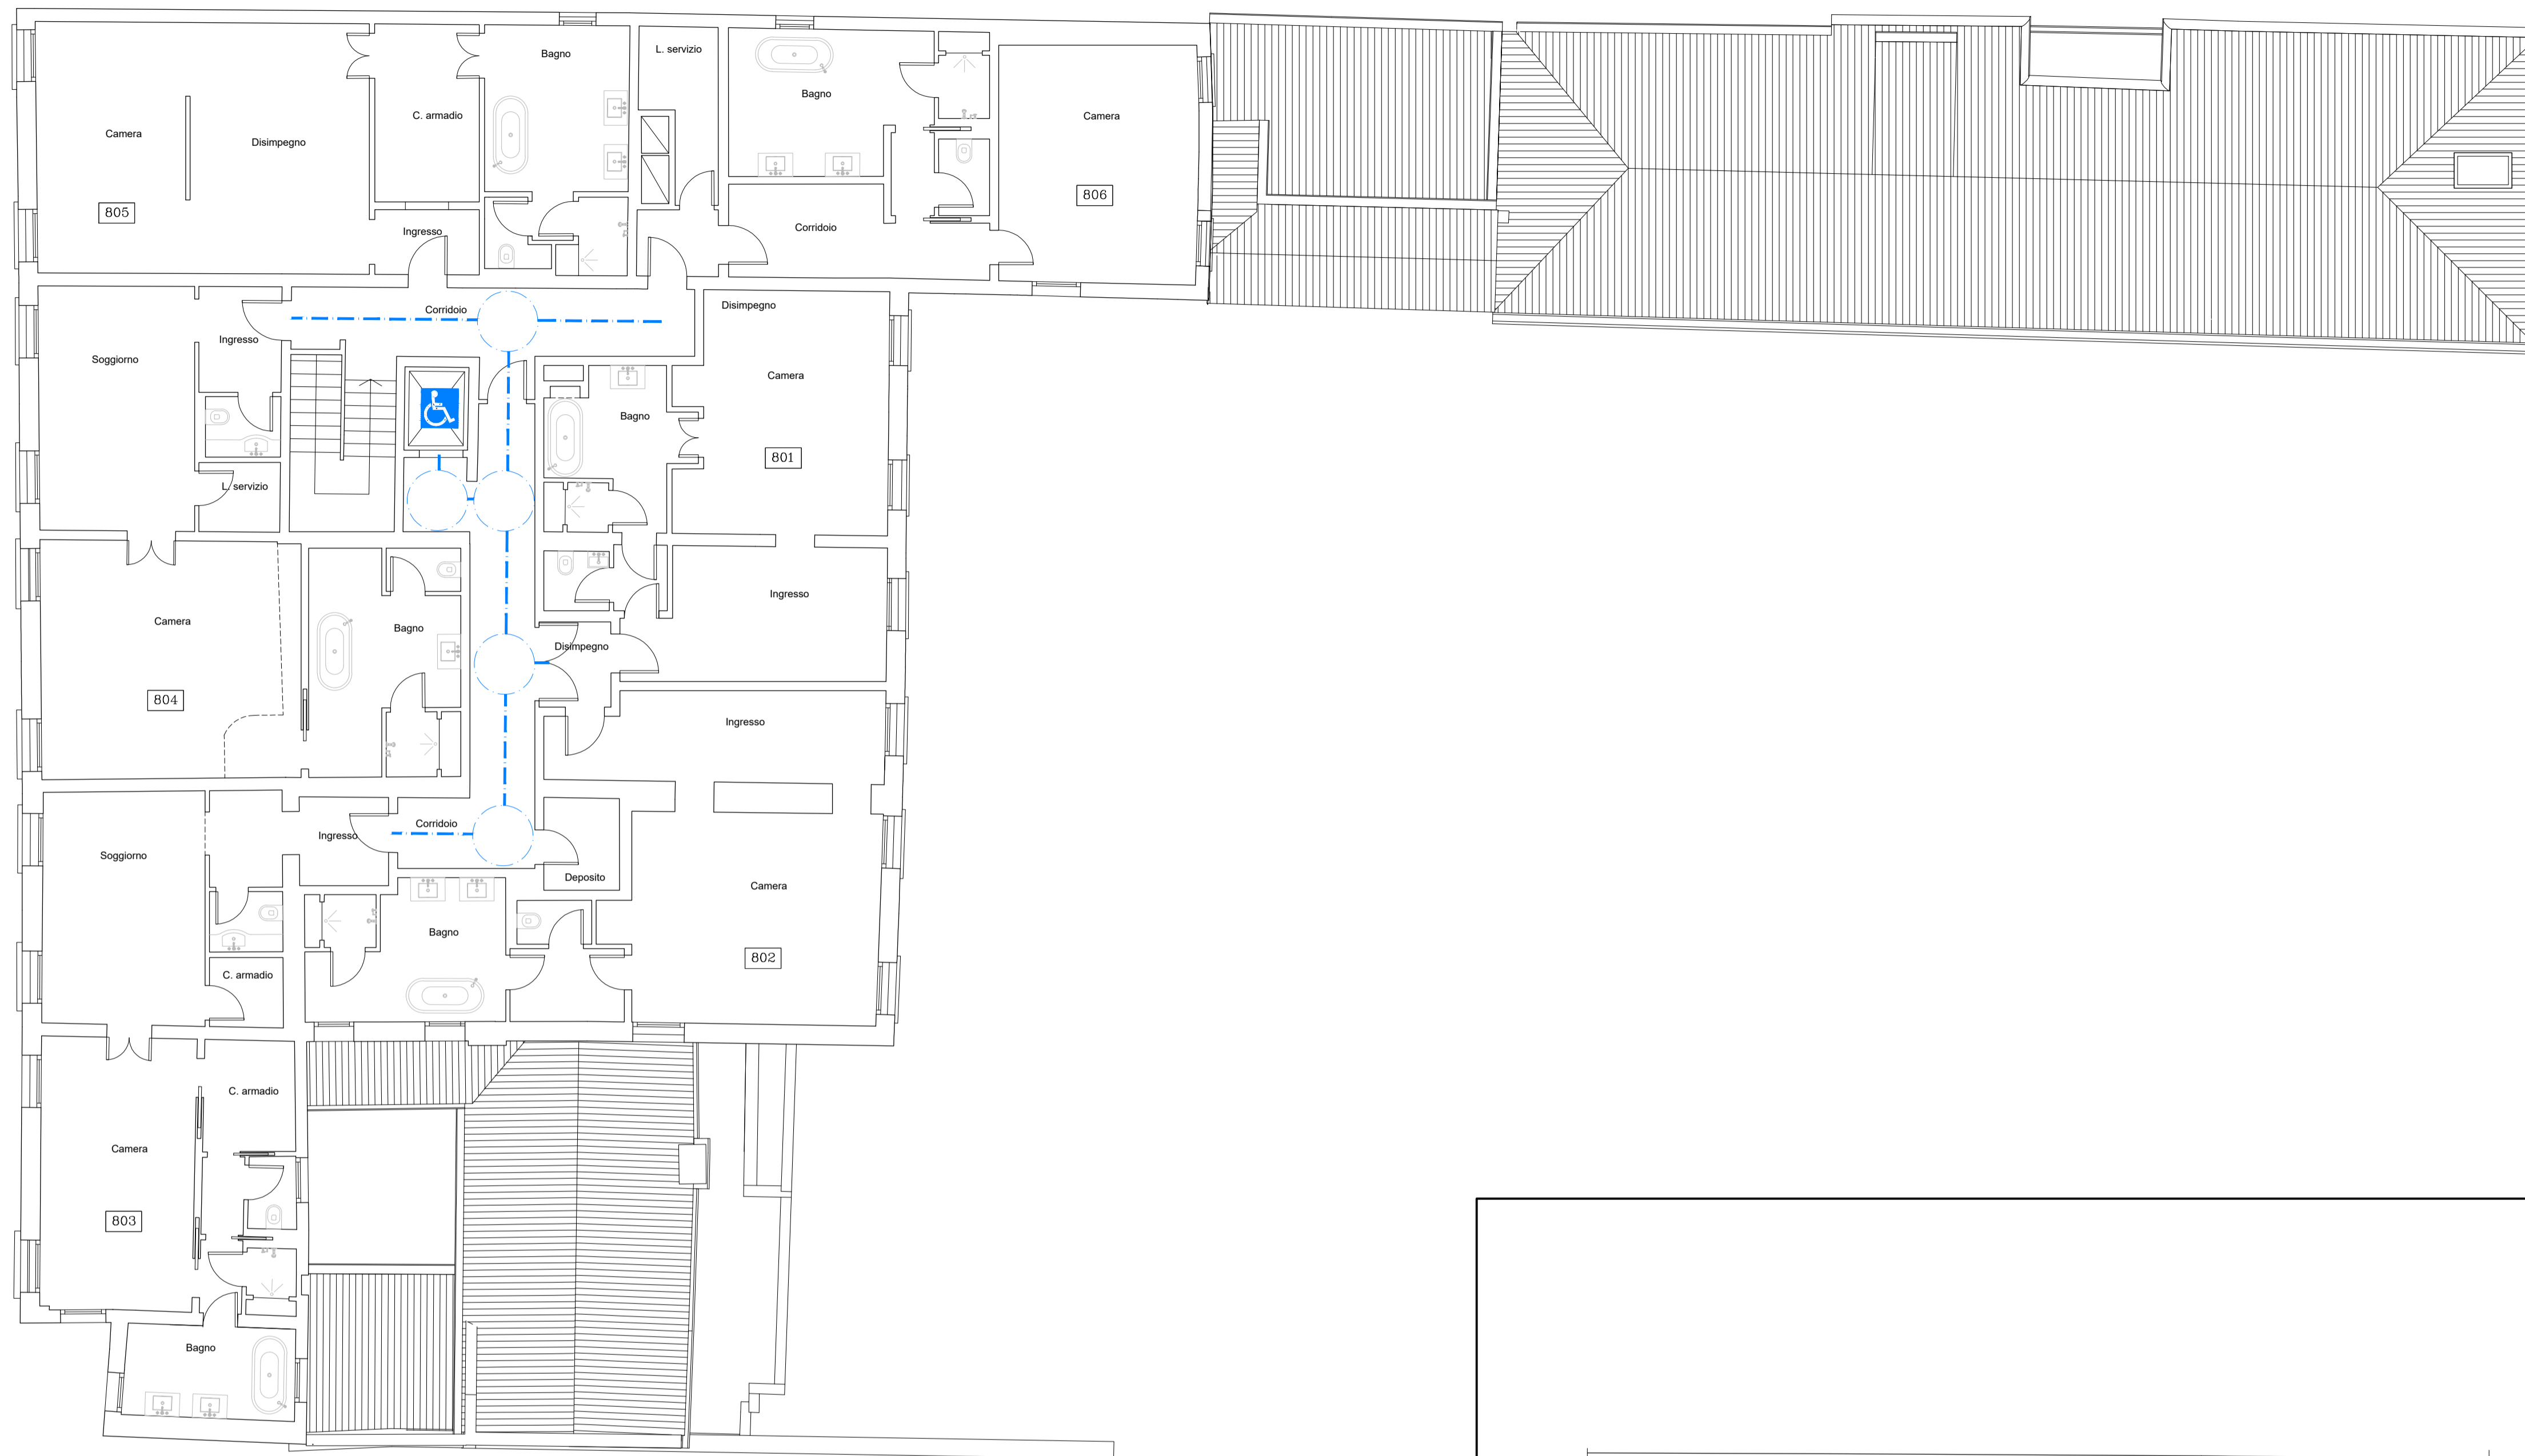 Bagno
L. servizio
Bagno
C. armadio
Camera
Disimpegno
Camera
805
806
Ingresso
Corridoio
Corridoio
Disimpegno
Ingresso
Soggiorno
Camera
Bagno
801
L. servizio
Camera
Bagno
Ingresso
Disimpegno
804
Ingresso
Ingresso
Corridoio
Soggiorno
Deposito
Camera
Bagno
802
C. armadio
C. armadio
Camera
803
Bagno